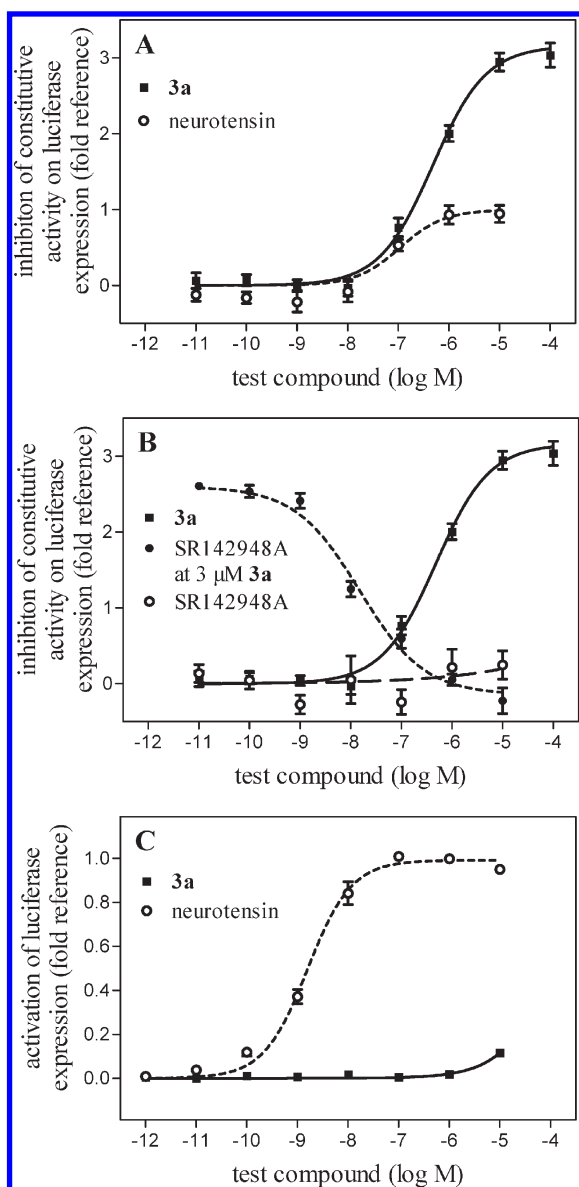 A
3a
neurotensin
inhibiton of constitutive
activity on luciferase
expression (fold reference)
3
2
1
0
-12 -11 -10 -9 -8 -7 -6 -5 -4
test compound (log M)
B
3a
SR142948A
at 3 µM 3a
SR142948A
inhibiton of constitutive
activity on luciferase
expression (fold reference)
3
2
1
0
-12 -11 -10 -9 -8 -7 -6 -5 -4
test compound (log M)
C
3a
neurotensin
activation of luciferase
expression (fold reference)
1.0
0.8
0.6
0.4
0.2
0.0
-12 -11 -10 -9 -8 -7 -6 -5 -4
test compound (log M)